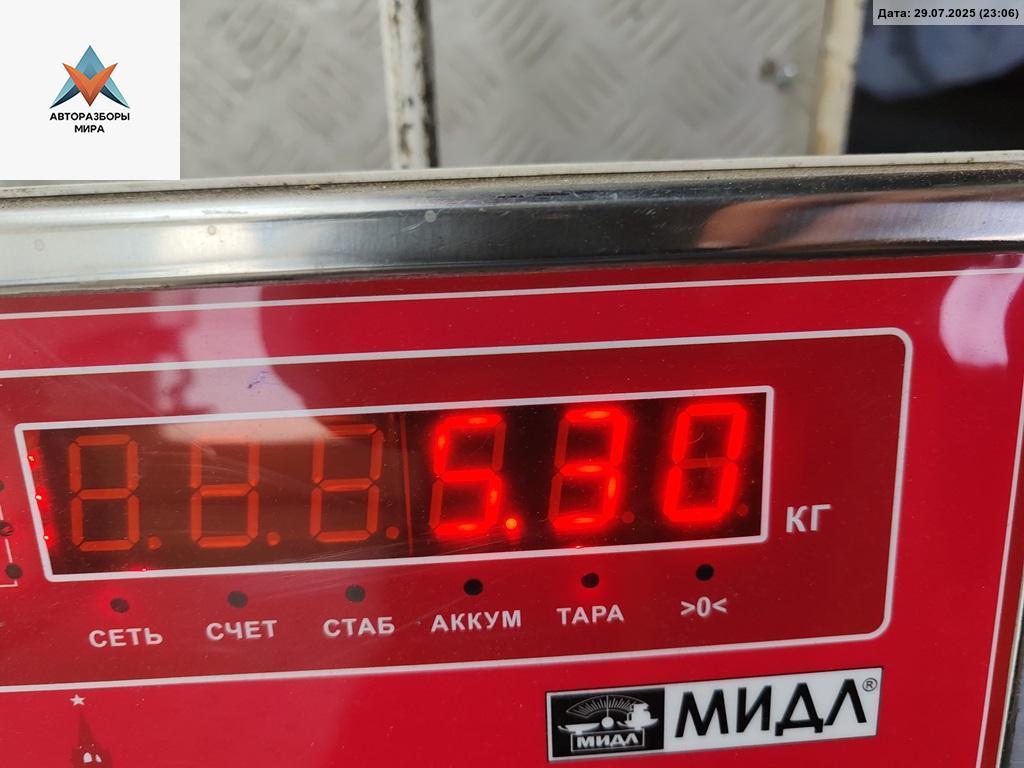 Дата: 29.07.2025 (23:06)
АВТОРАЗБОРЫ
МИРА
5.30
КГ
СЕТЬ СЧЕТ СТАБ АККУМ ТАРА >0<
МИДЛ МИДЛ®